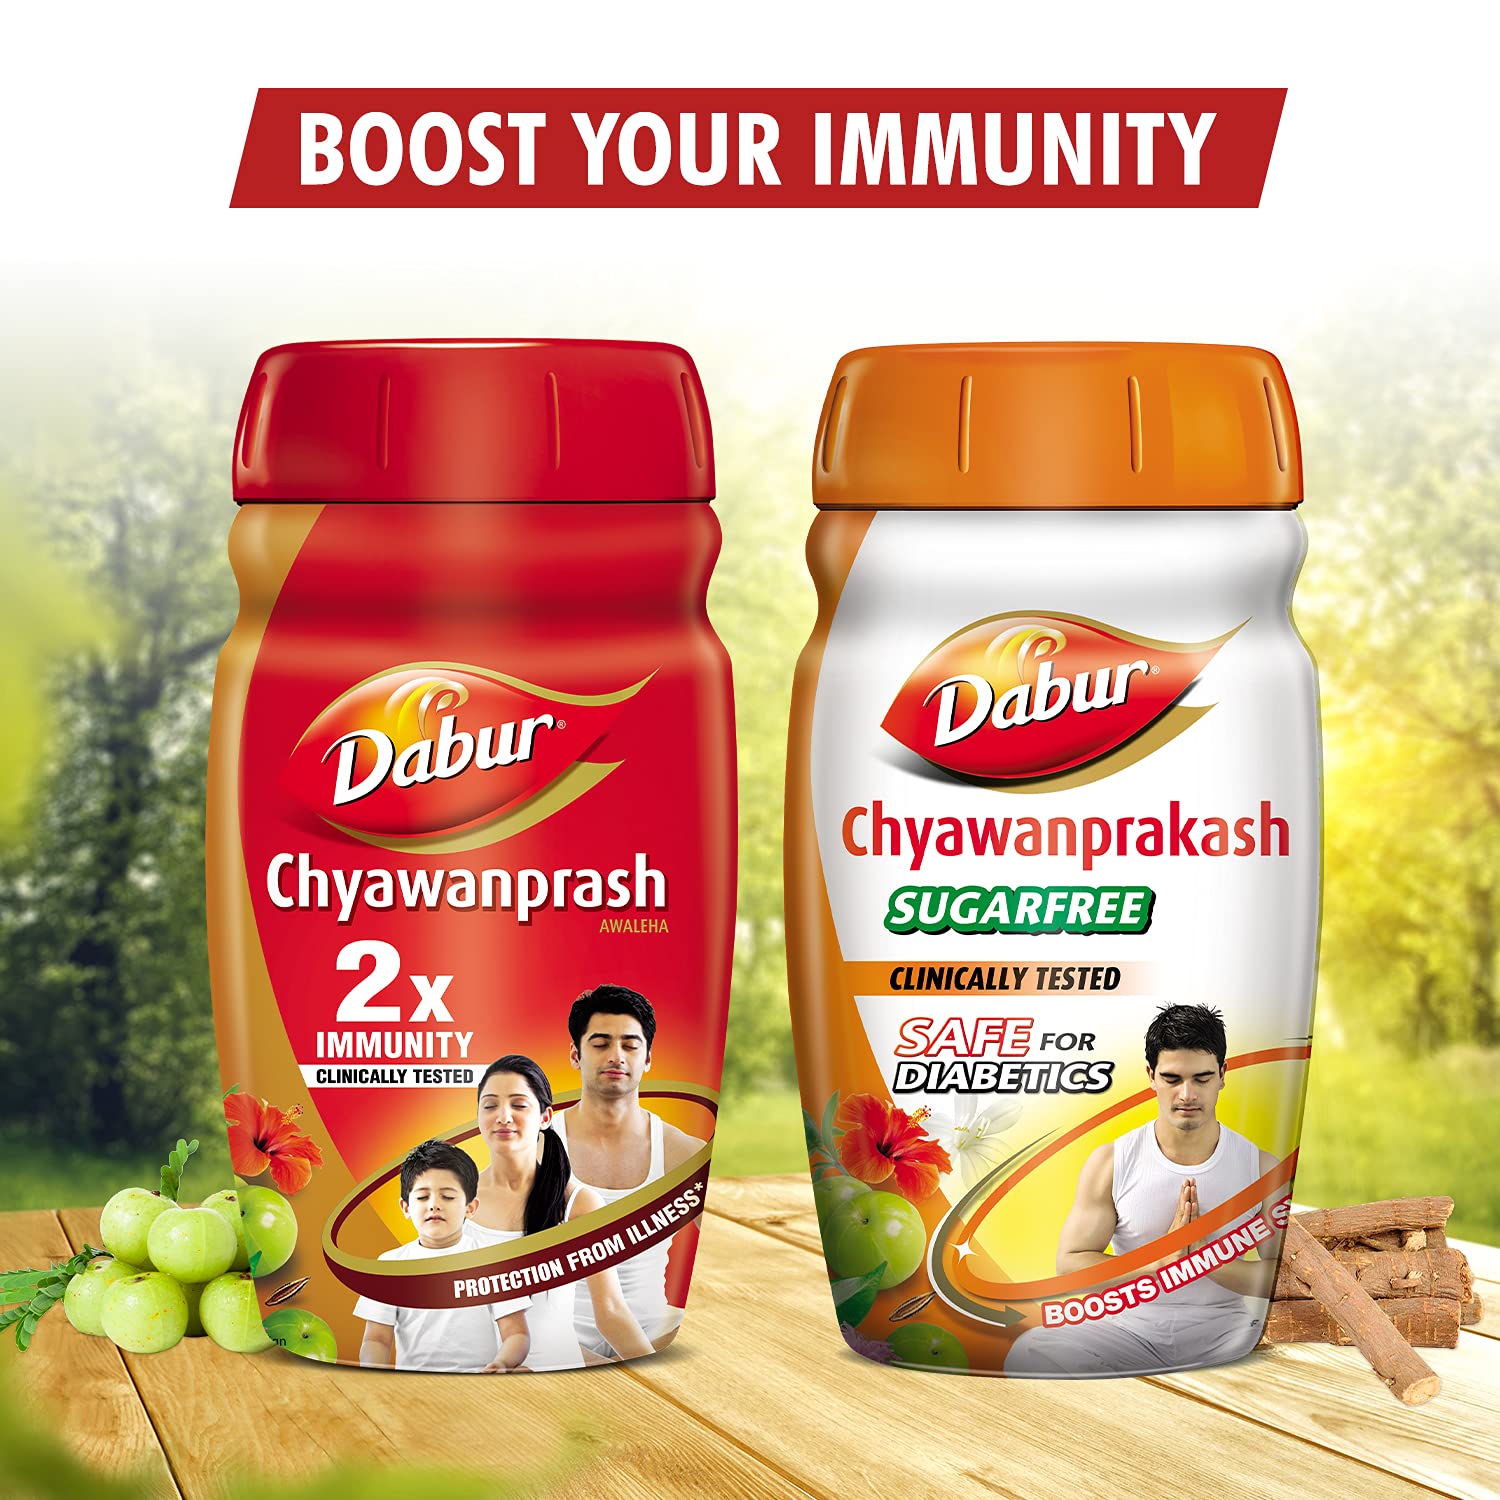 BOOST YOUR IMMUNITY
Dabur®
Chyawanprash
AWALEHA
2x
IMMUNITY
CLINICALLY TESTED
PROTECTION FROM ILLNESS*
Dabur®
Chyawanprakash
SUGARFREE
CLINICALLY TESTED
SAFE FOR
DIABETICS
BOOSTS IMMUNE